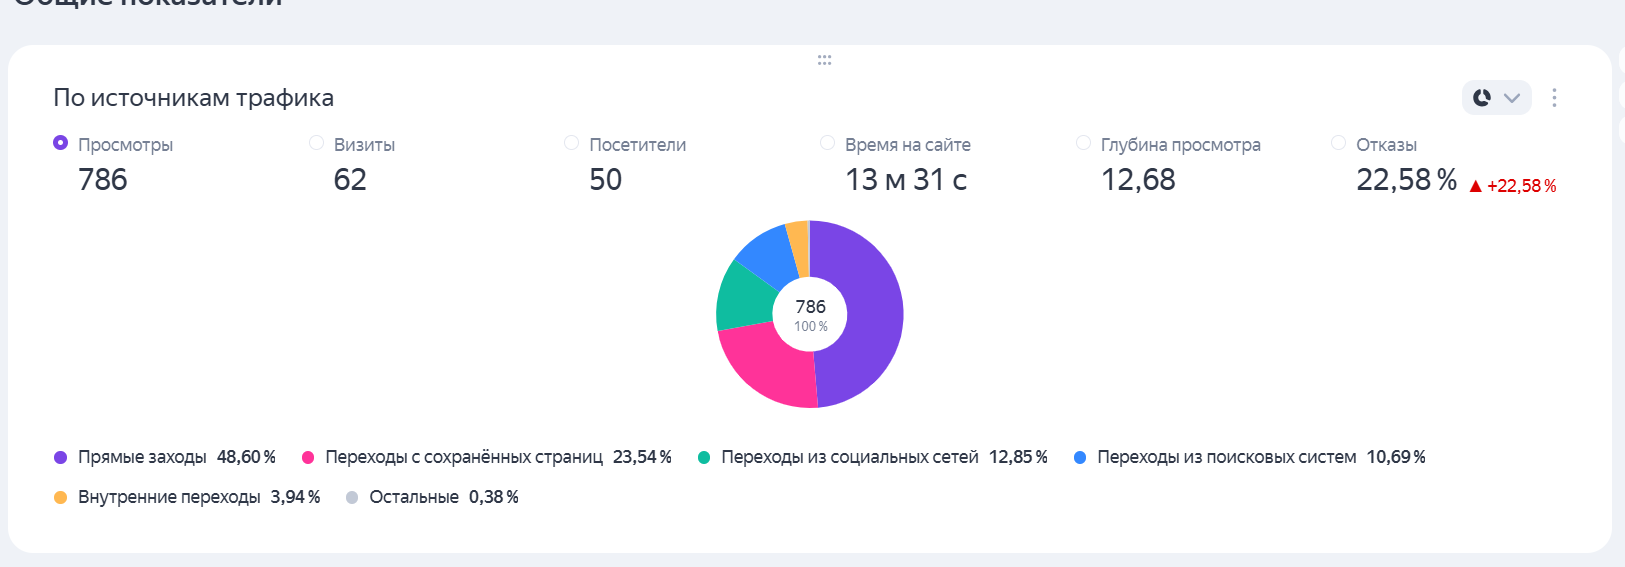 Общие показатели
По источникам трафика
Просмотры Визиты Посетители Время на сайте Глубина просмотра Отказы
786 62 50 13 м 31 с 12,68 22,58 % ▲ +22,58 %
786
100 %
Прямые заходы 48,60 % Переходы с сохранённых страниц 23,54 % Переходы из социальных сетей 12,85 % Переходы из поисковых систем 10,69 %
Внутренние переходы 3,94 % Остальные 0,38 %